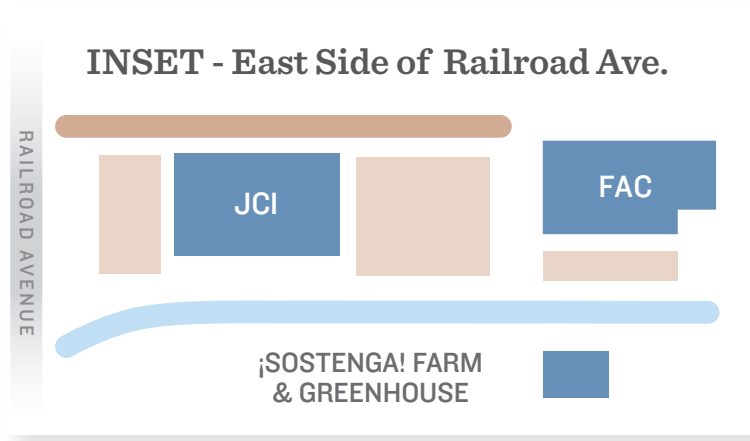 INSET - East Side of Railroad Ave.
RAILROAD AVENUE
JCI
FAC
¡SOSTENGA! FARM
& GREENHOUSE